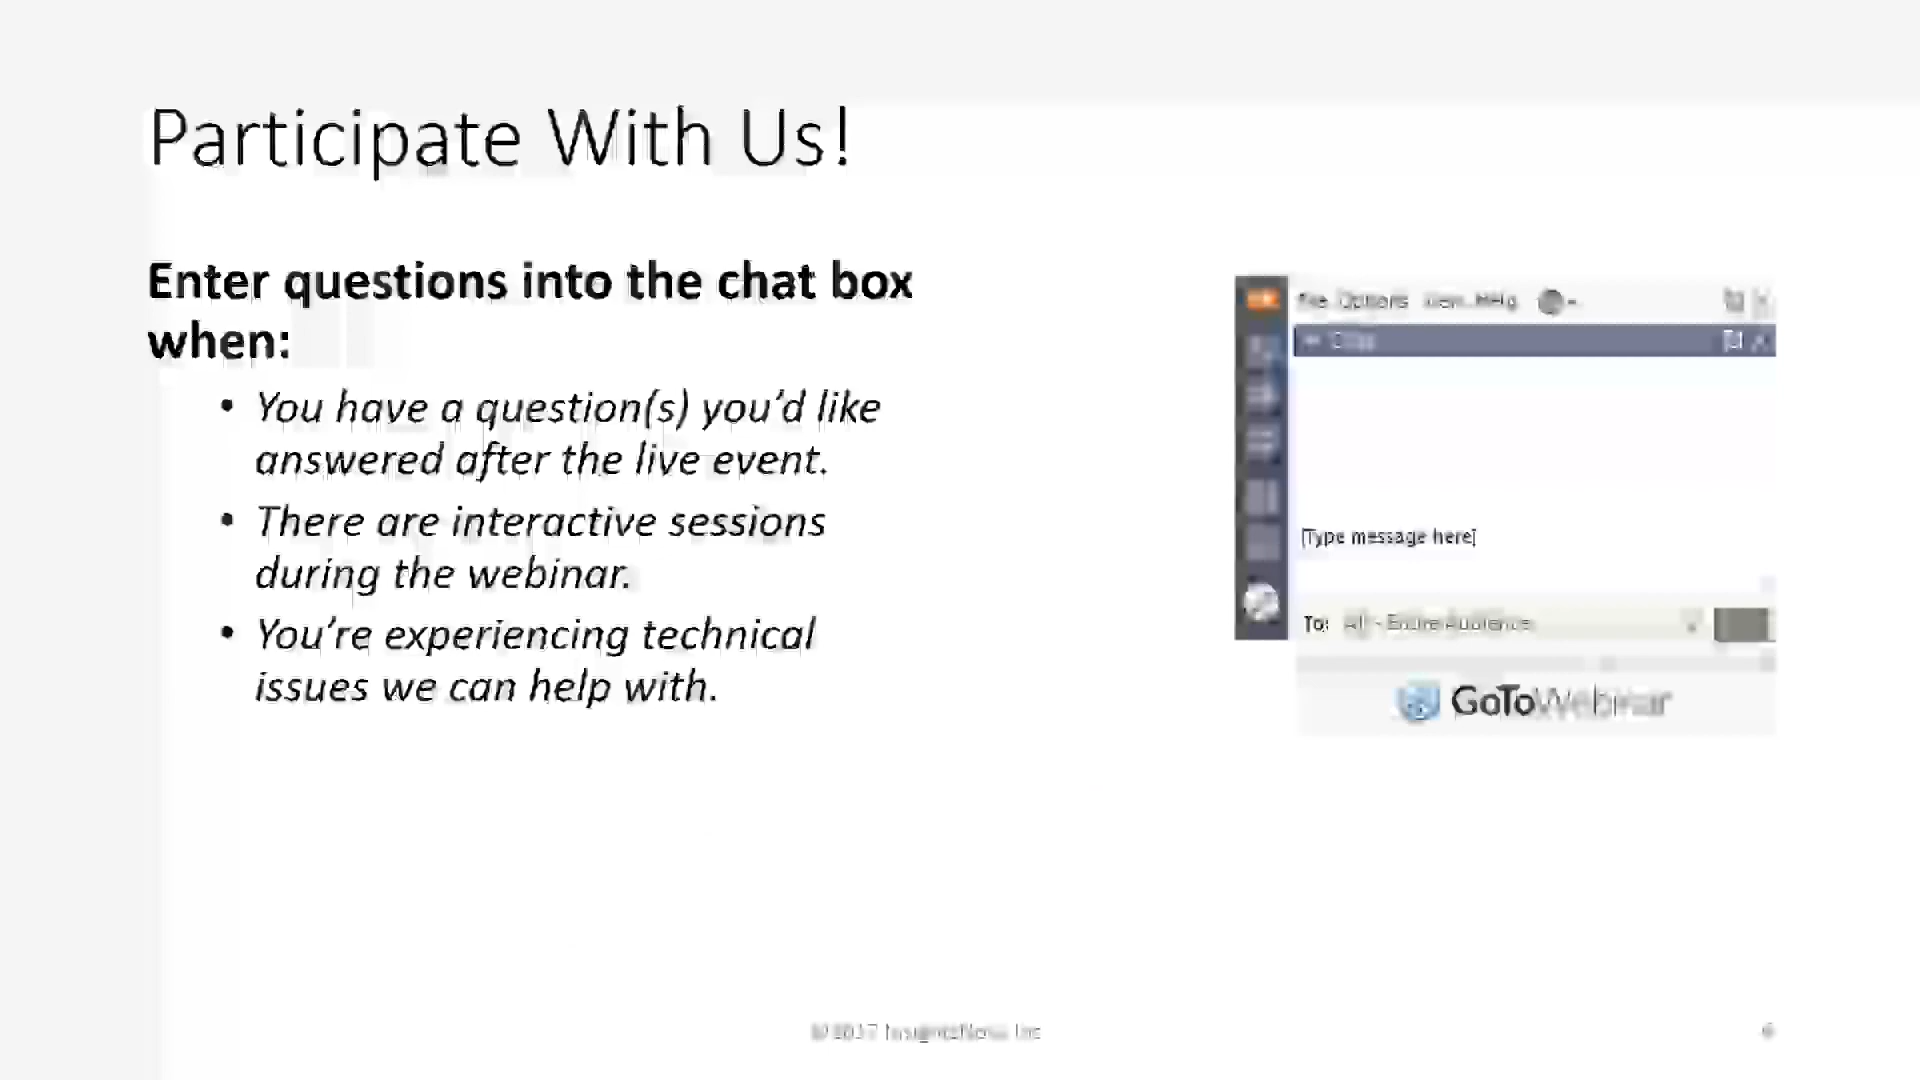 Participate With Us!
Enter questions into the chat box
when:
• You have a question(s) you’d like
answered after the live event.
• There are interactive sessions
during the webinar.
• You’re experiencing technical
issues we can help with.
File Options View Help
[Type message here]
To: All - Entire Audience
GoToWebinar
© 2017